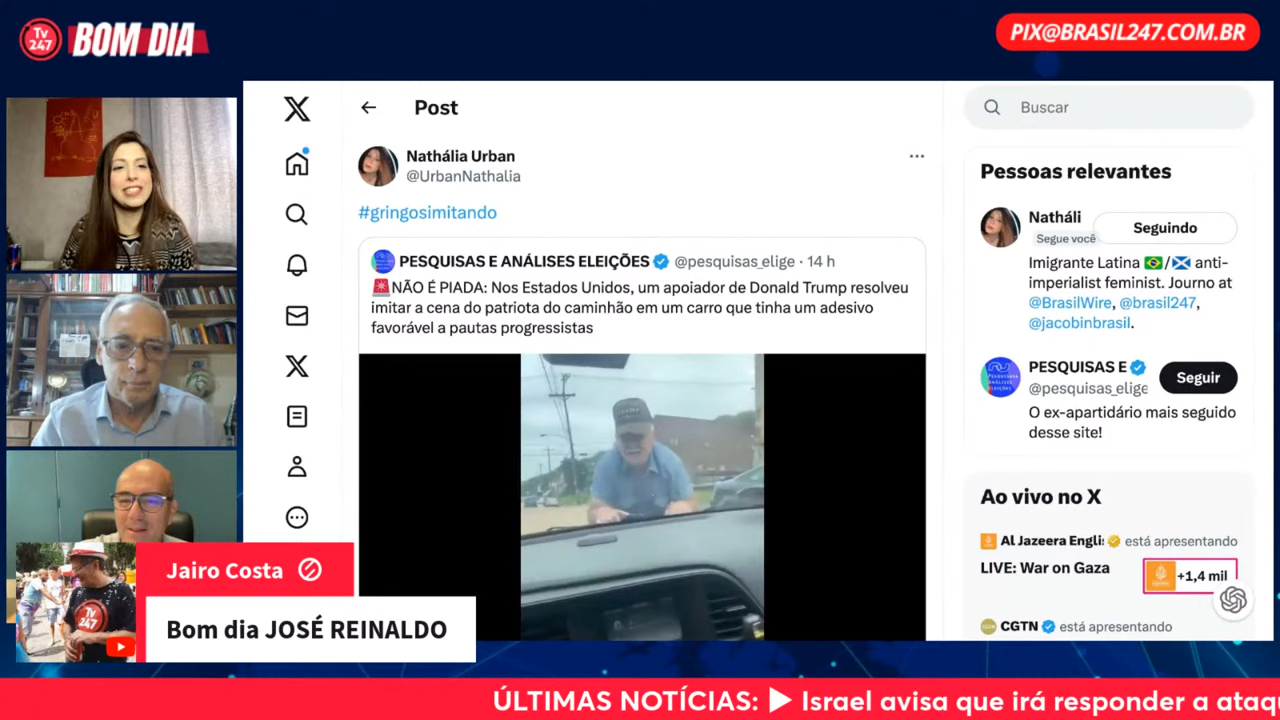 Tv 247
BOM DIA
PIX@BRASIL247.COM.BR
X
Post
Buscar
Nathália Urban
@UrbanNathalia
#gringosimitando
PESQUISAS E ANÁLISES ELEIÇÕES @pesquisas_elige · 14 h
NÃO É PIADA: Nos Estados Unidos, um apoiador de Donald Trump resolveu
imitar a cena do patriota do caminhão em um carro que tinha um adesivo
favorável a pautas progressistas
Pessoas relevantes
Natháli
Segue você
Seguindo
Imigrante Latina 🇧🇷/🏴󠁧󠁢󠁳󠁣󠁴󠁿 anti-
imperialist feminist. Journo at
@BrasilWire, @brasil247,
@jacobinbrasil.
PESQUISAS E
@pesquisas_elige
Seguir
O ex-apartidário mais seguido
desse site!
Ao vivo no X
Al Jazeera Engli: está apresentando
LIVE: War on Gaza
+1,4 mil
CGTN está apresentando
Jairo Costa
Tv 247
Bom dia JOSÉ REINALDO
ÚLTIMAS NOTÍCIAS: ▶ Israel avisa que irá responder a ataq